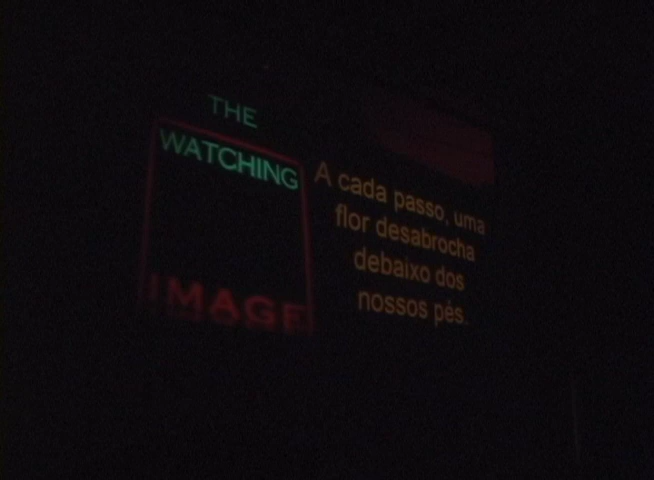 THE
WATCHING
IMAGE
A cada passo, uma
flor desabrocha
debaixo dos
nossos pés.